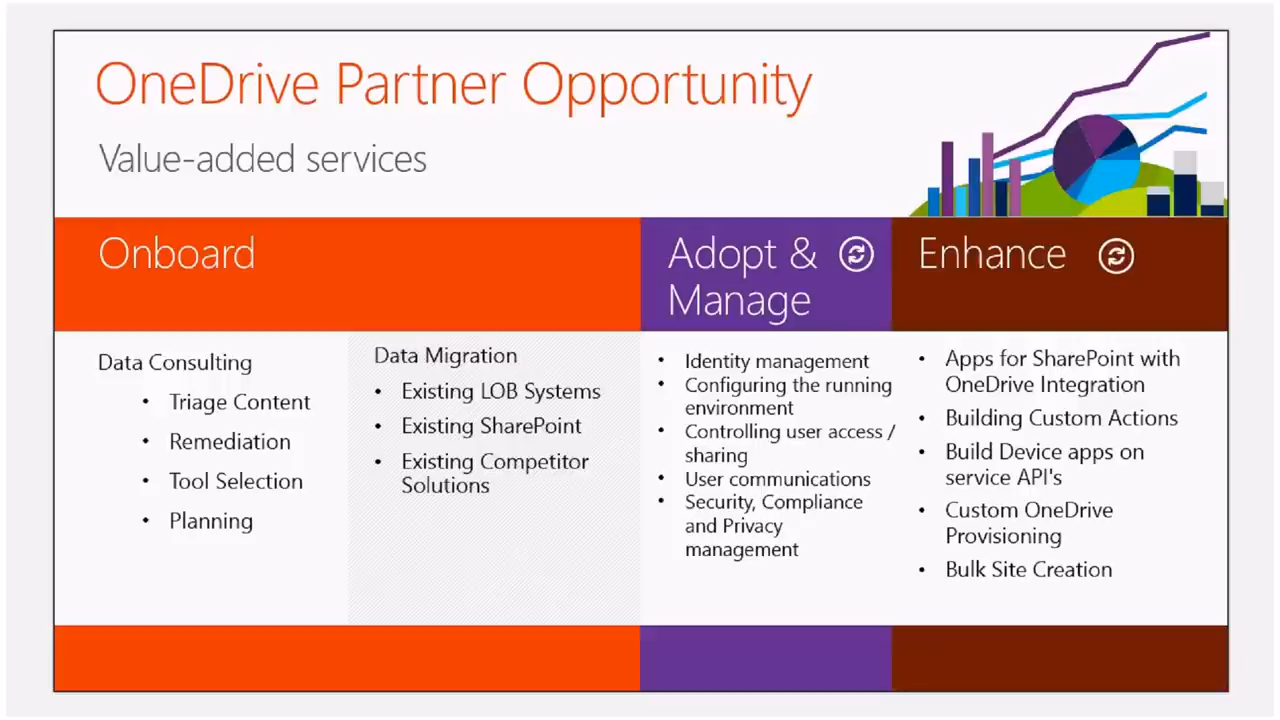 OneDrive Partner Opportunity
Value-added services
Onboard
Data Consulting
• Triage Content
• Remediation
• Tool Selection
• Planning
Data Migration
• Existing LOB Systems
• Existing SharePoint
• Existing Competitor
Solutions
Adopt &
Manage
• Identity management
• Configuring the running
environment
• Controlling user access /
sharing
• User communications
• Security, Compliance
and Privacy
management
Enhance
• Apps for SharePoint with
OneDrive Integration
• Building Custom Actions
• Build Device apps on
service API's
• Custom OneDrive
Provisioning
• Bulk Site Creation